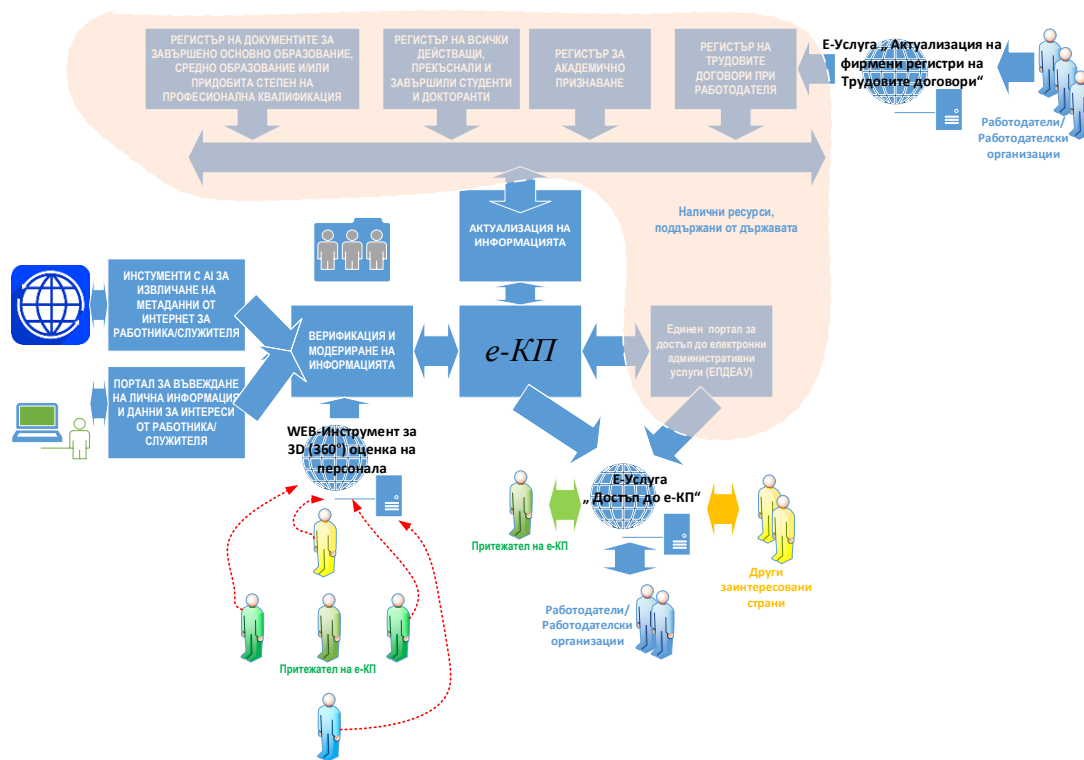 РЕГИСТЪР НА ДОКУМЕНТИТЕ ЗА
ЗАВЪРШЕНО ОСНОВНО ОБРАЗОВАНИЕ,
СРЕДНО ОБРАЗОВАНИЕ И/ИЛИ
ПРИДОБИТА СТЕПЕН НА
ПРОФЕСИОНАЛНА КВАЛИФИКАЦИЯ
РЕГИСТЪР НА ВСИЧКИ
ДЕЙСТВАЩИ,
ПРЕКЪСНАЛИ И
ЗАВЪРШИЛИ СТУДЕНТИ
И ДОКТОРАНТИ
РЕГИСТЪР ЗА
АКАДЕМИЧНО
ПРИЗНАВАНЕ
РЕГИСТЪР НА
ТРУДОВИТЕ
ДОГОВОРИ ПРИ
РАБОТОДАТЕЛЯ
Е-Услуга „ Актуализация на
фирмени регистри на
Трудовите договори“
Работодатели/
Работодателски
организации
АКТУАЛИЗАЦИЯ НА
ИНФОРМАЦИЯТА
Налични ресурси,
поддържани от държавата
ИНСТУМЕНТИ С AI ЗА
ИЗВЛИЧАНЕ НА
МЕТАДАННИ ОТ
ИНТЕРНЕТ ЗА
РАБОТНИКА/СЛУЖИТЕЛЯ
ВЕРИФИКАЦИЯ И
МОДЕРИРАНЕ НА
ИНФОРМАЦИЯТА
е-КП
Единен портал за
достъп до електронни
административни
услуги (ЕПДЕАУ)
ПОРТАЛ ЗА ВЪВЕЖДАНЕ
НА ЛИЧНА ИНФОРМАЦИЯ
И ДАННИ ЗА ИНТЕРЕСИ
ОТ РАБОТНИКА/
СЛУЖИТЕЛЯ
WEB-Инструмент за
3D (360°) оценка на
персонала
Е-Услуга
„ Достъп до е-КП“
Притежател на е-КП
Други
заинтересовани
страни
Работодатели/
Работодателски
организации
Притежател на е-КП